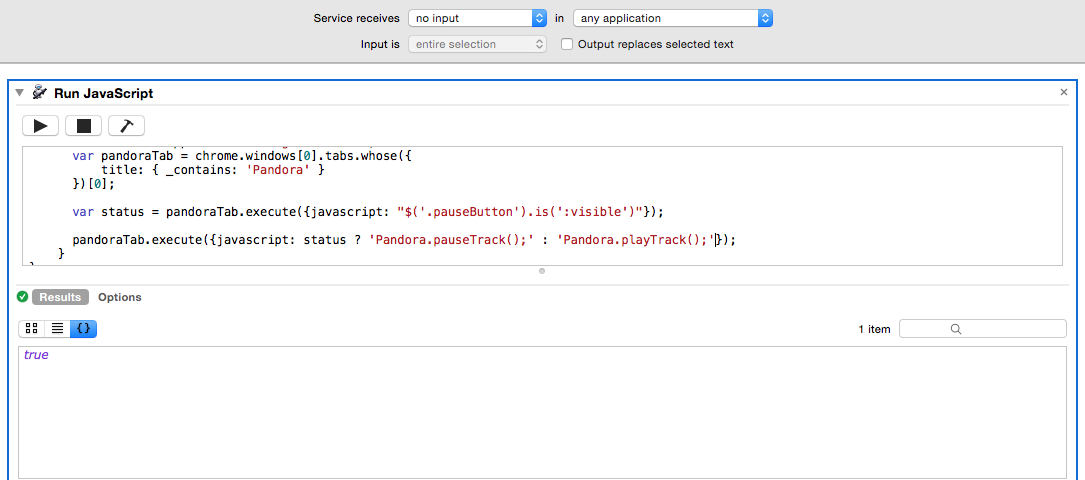 Service receives no input in any application
Input is entire selection Output replaces selected text
Run JavaScript
var pandoraTab = chrome.windows[0].tabs.whose({
title: { _contains: 'Pandora' }
})[0];
var status = pandoraTab.execute({javascript: "$('.pauseButton').is(':visible')"});
pandoraTab.execute({javascript: status ? 'Pandora.pauseTrack();' : 'Pandora.playTrack();'});
}
Results Options
{} 1 item
true